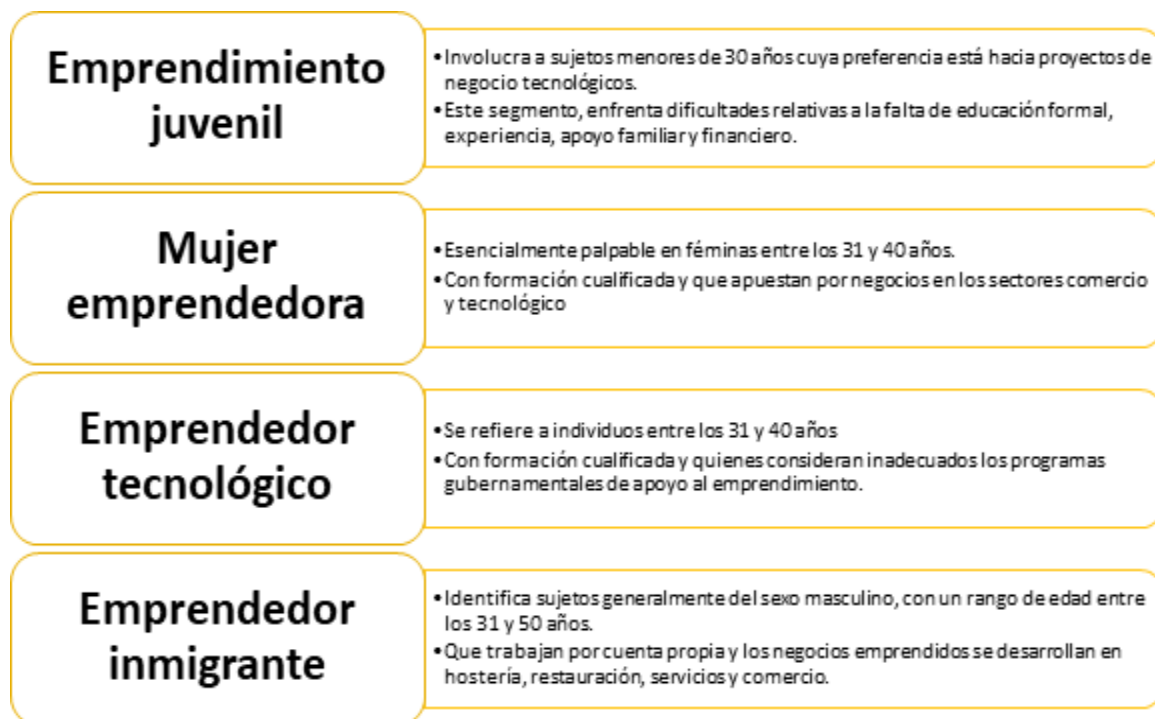 Emprendimiento
juvenil
•Involucra a sujetos menores de 30 años cuya preferencia está hacia proyectos de
negocio tecnológicos.
•Este segmento, enfrenta dificultades relativas a la falta de educación formal,
experiencia, apoyo familiar y financiero.
Mujer
emprendedora
•Esencialmente palpable en féminas entre los 31 y 40 años.
•Con formación cualificada y que apuestan por negocios en los sectores comercio
y tecnológico
Emprendedor
tecnológico
•Se refiere a individuos entre los 31 y 40 años
•Con formación cualificada y quienes consideran inadecuados los programas
gubernamentales de apoyo al emprendimiento.
Emprendedor
inmigrante
•Identifica sujetos generalmente del sexo masculino, con un rango de edad entre
los 31 y 50 años.
•Que trabajan por cuenta propia y los negocios emprendidos se desarrollan en
hostería, restauración, servicios y comercio.